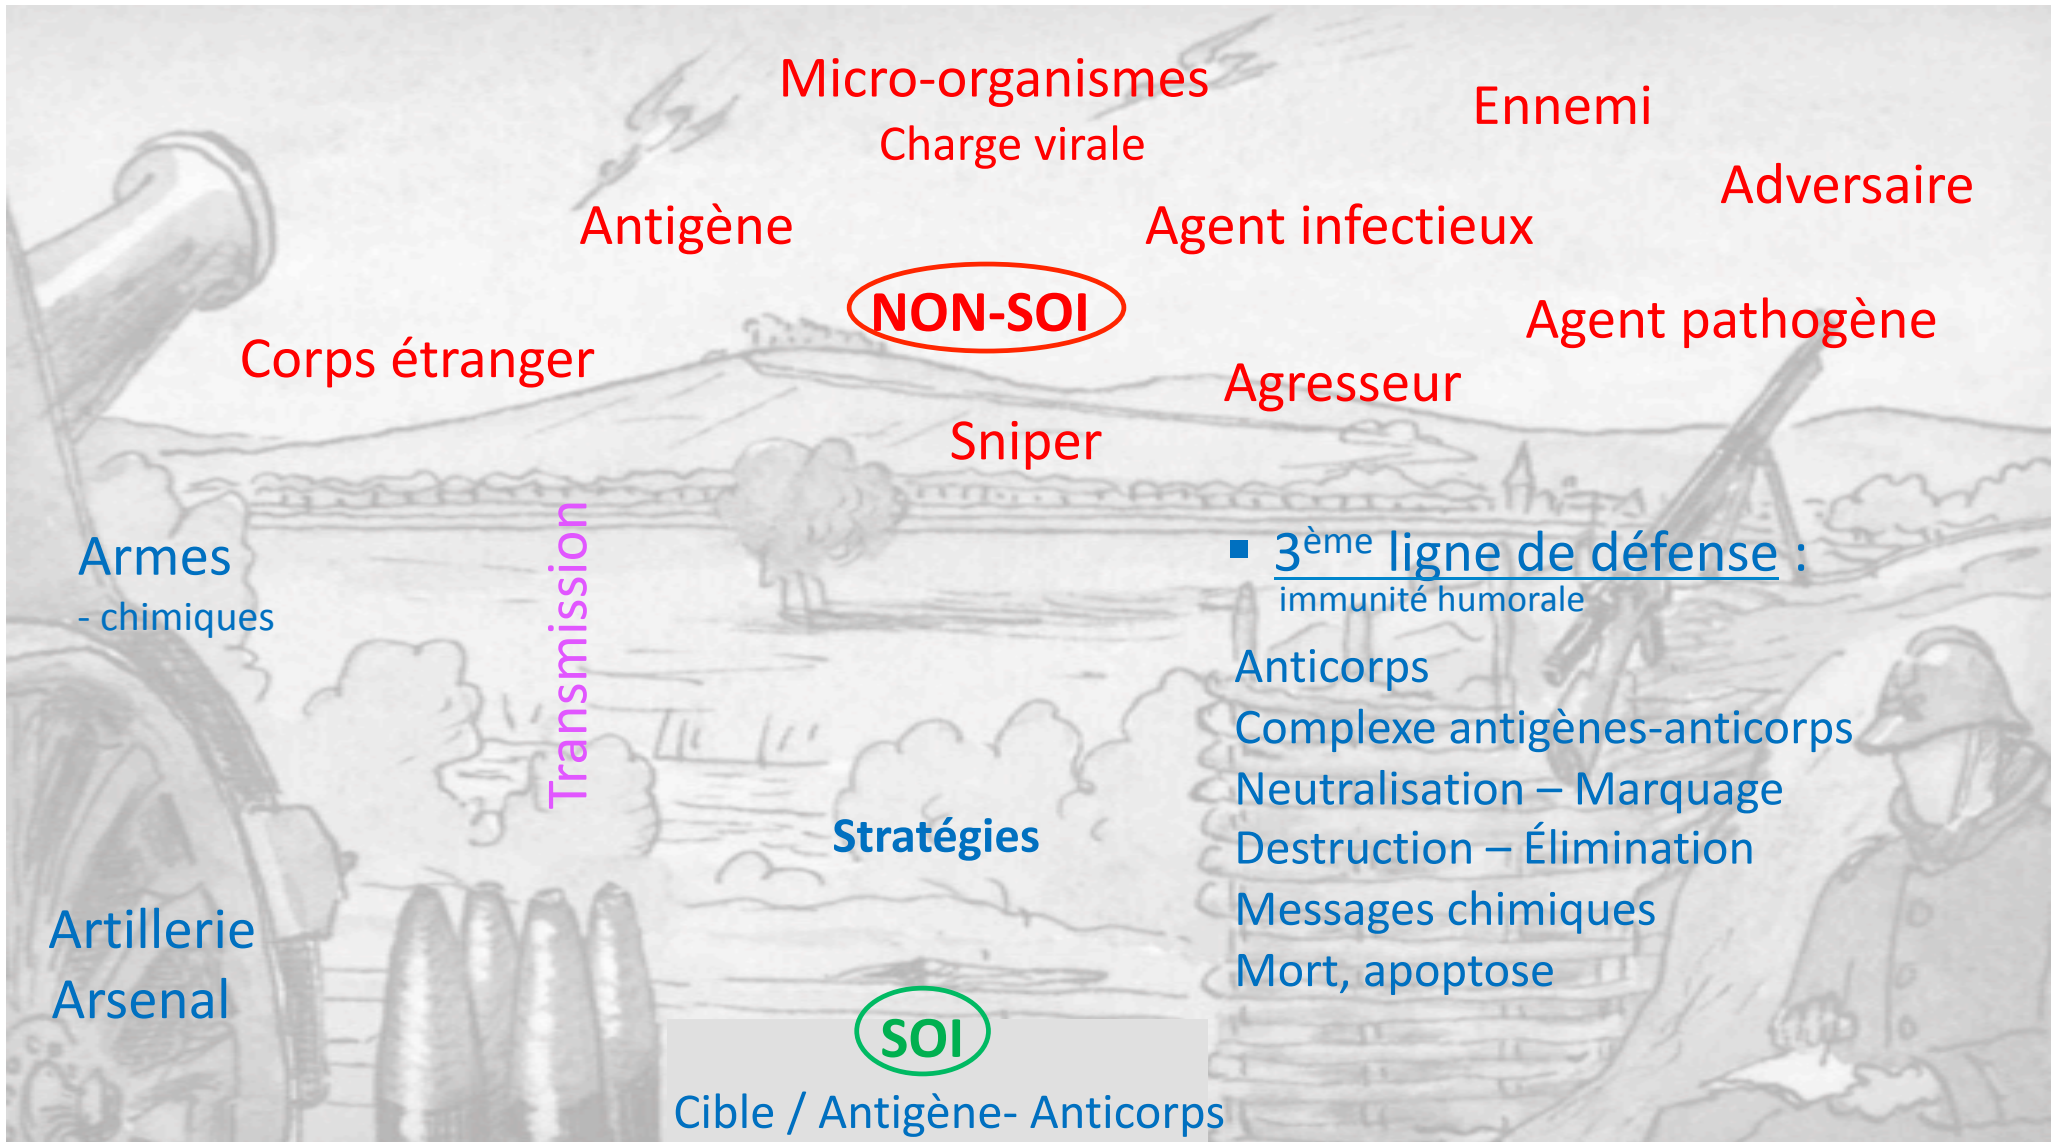 Micro-organismes
Charge virale
Ennemi
Adversaire
Antigène
Agent infectieux
NON-SOI
Agent pathogène
Corps étranger
Agresseur
Sniper
Armes
- chimiques
Transmission
▪ 3ème ligne de défense :
immunité humorale
Anticorps
Complexe antigènes-anticorps
Neutralisation – Marquage
Destruction – Élimination
Messages chimiques
Mort, apoptose
Stratégies
Artillerie
Arsenal
SOI
Cible / Antigène- Anticorps